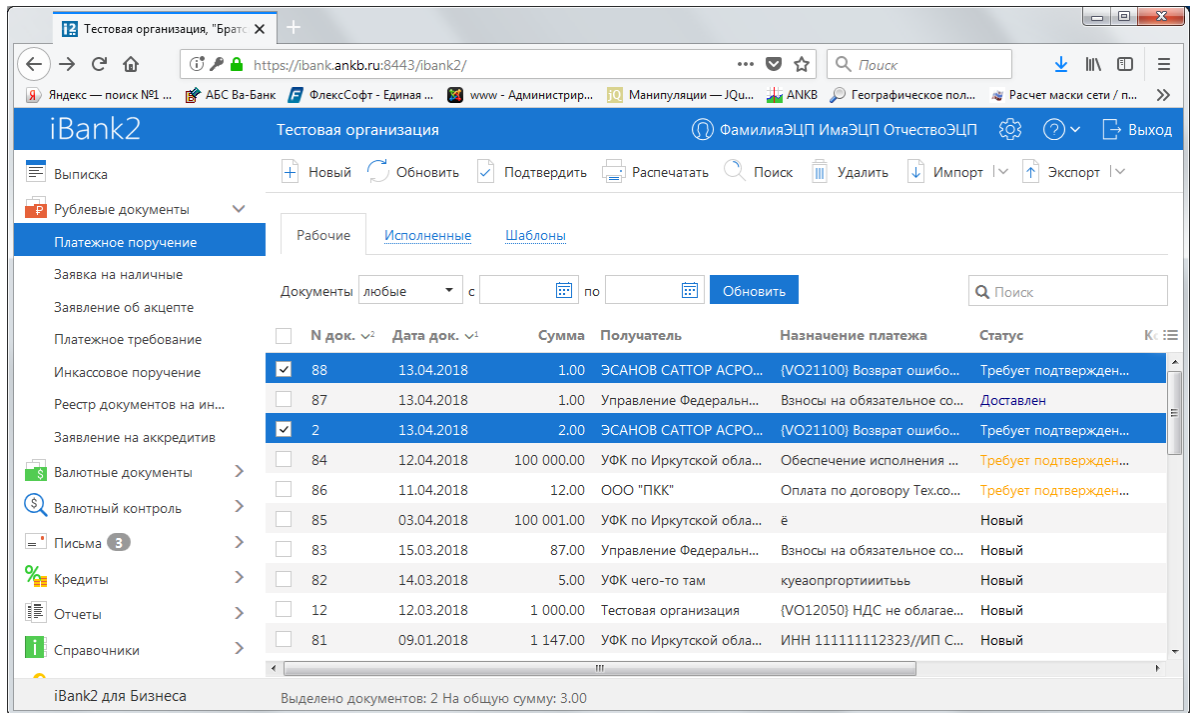 Тестовая организация, "Братс
https://ibank.ankb.ru:8443/ibank2/
Поиск
Яндекс — поиск №1 ... АБС Ва-Банк ФлексСофт - Единая ... www - Администрир... Манипуляции — JQu... ANKB Географическое пол... Расчет маски сети / п...
iBank2 Тестовая организация ФамилияЭЦП ИмяЭЦП ОтчествоЭЦП Выход
Выписка
Рублевые документы
Платежное поручение
Заявка на наличные
Заявление об акцепте
Платежное требование
Инкассовое поручение
Реестр документов на ин...
Заявление на аккредитив
Валютные документы
Валютный контроль
Письма 3
Кредиты
Отчеты
Справочники
iBank2 для Бизнеса
Новый Обновить Подтвердить Распечатать Поиск Удалить Импорт Экспорт
Рабочие Исполненные Шаблоны
Документы любые с по Обновить Поиск
N док. 2 Дата док. 1 Сумма Получатель Назначение платежа Статус
88 13.04.2018 1.00 ЭСАНОВ САТТОР АСРО... {VO21100} Возврат ошибо... Требует подтвержден...
87 13.04.2018 1.00 Управление Федеральн... Взносы на обязательное со... Доставлен
2 13.04.2018 2.00 ЭСАНОВ САТТОР АСРО... {VO21100} Возврат ошибо... Требует подтвержден...
84 12.04.2018 100 000.00 УФК по Иркутской обла... Обеспечение исполнения ... Требует подтвержден...
86 11.04.2018 12.00 ООО "ПКК" Оплата по договору Тех.со... Требует подтвержден...
85 03.04.2018 100 001.00 УФК по Иркутской обла... ё Новый
83 15.03.2018 87.00 Управление Федеральн... Взносы на обязательное со... Новый
82 14.03.2018 5.00 УФК чего-то там куеаопргортииитььь Новый
12 12.03.2018 1 000.00 Тестовая организация {VO12050} НДС не облагае... Новый
81 09.01.2018 1 147.00 УФК по Иркутской обла... ИНН 111111112323//ИП С... Новый
Выделено документов: 2 На общую сумму: 3.00